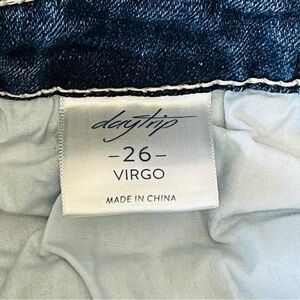 daytrip
-26-
VIRGO
MADE IN CHINA